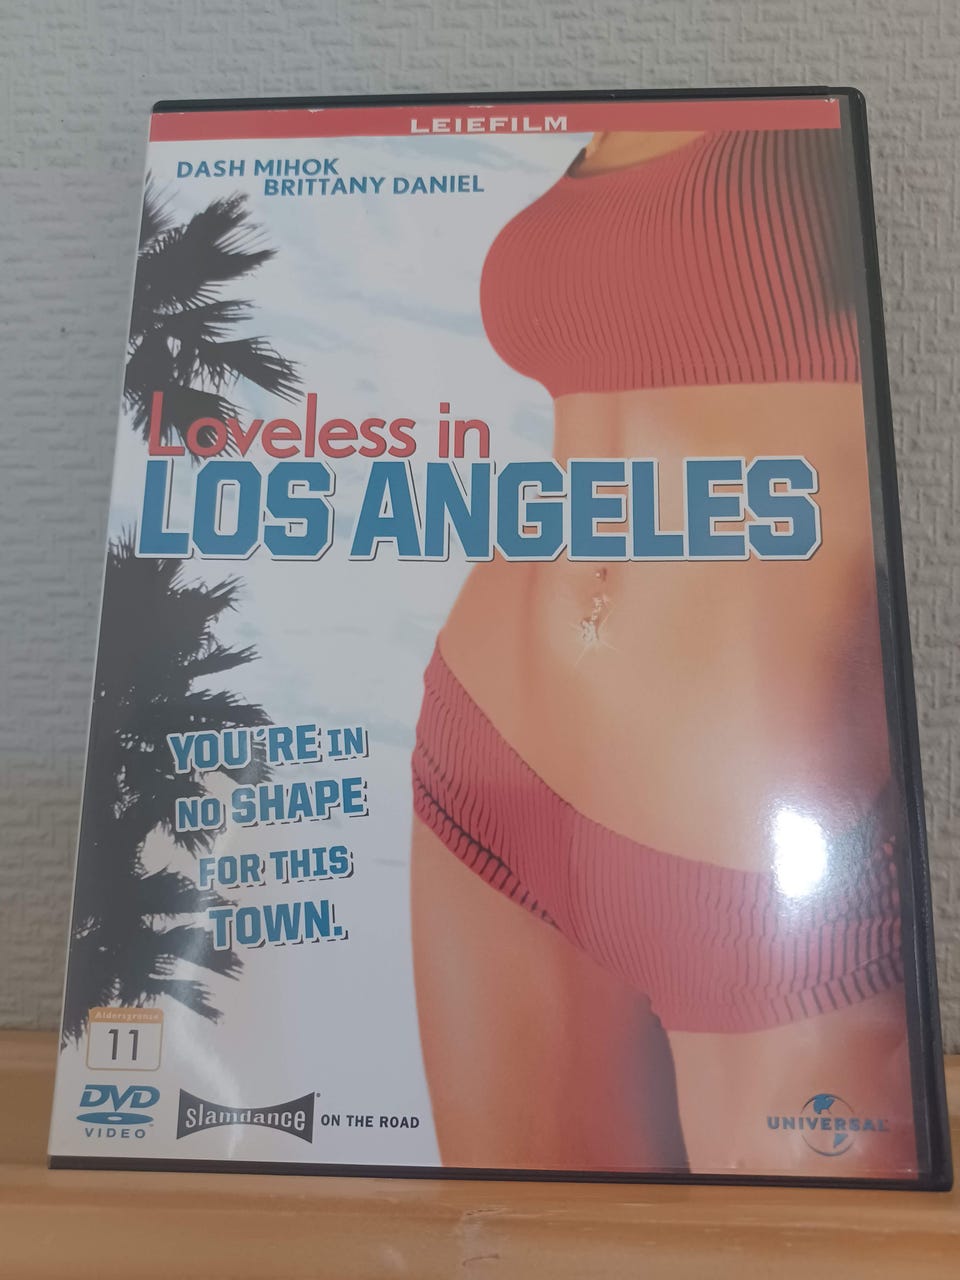 LEIEFILM
DASH MIHOK
BRITTANY DANIEL
Loveless in
LOS ANGELES
YOU'RE IN
NO SHAPE
FOR THIS
TOWN.
Aldersgrense
11
DVD
VIDEO
slamdance ON THE ROAD
UNIVERSAL